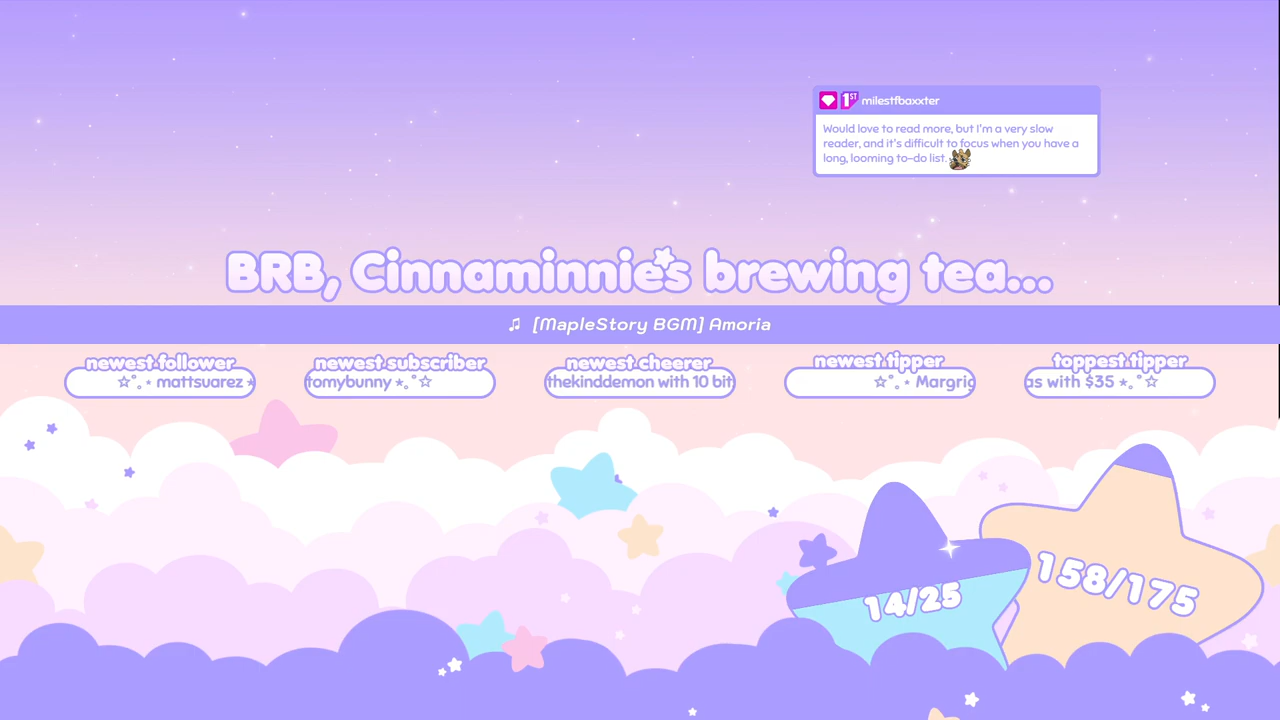 1ST milestfbaxxter
Would love to read more, but I'm a very slow
reader, and it's difficult to focus when you have a
long, looming to-do list.
BRB, Cinnaminnie's brewing tea...
♫ [MapleStory BGM] Amoria
newest follower
☆˚｡⋆ mattsuarez ⋆
newest subscriber
tomybunny ⋆｡˚☆
newest cheerer
thekinddemon with 10 bit
newest tipper
☆˚｡⋆
toppest tipper
with $35 ⋆｡˚☆
14/25
158/175